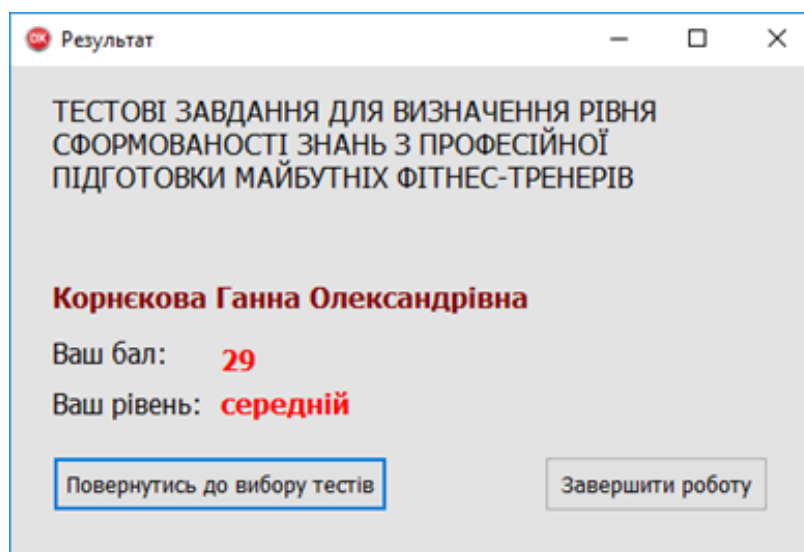 Результат
ТЕСТОВІ ЗАВДАННЯ ДЛЯ ВИЗНАЧЕННЯ РІВНЯ
СФОРМОВАНОСТІ ЗНАНЬ З ПРОФЕСІЙНОЇ
ПІДГОТОВКИ МАЙБУТНІХ ФІТНЕС-ТРЕНЕРІВ
Корнєкова Ганна Олександрівна
Ваш бал: 29
Ваш рівень: середній
Повернутись до вибору тестів Завершити роботу